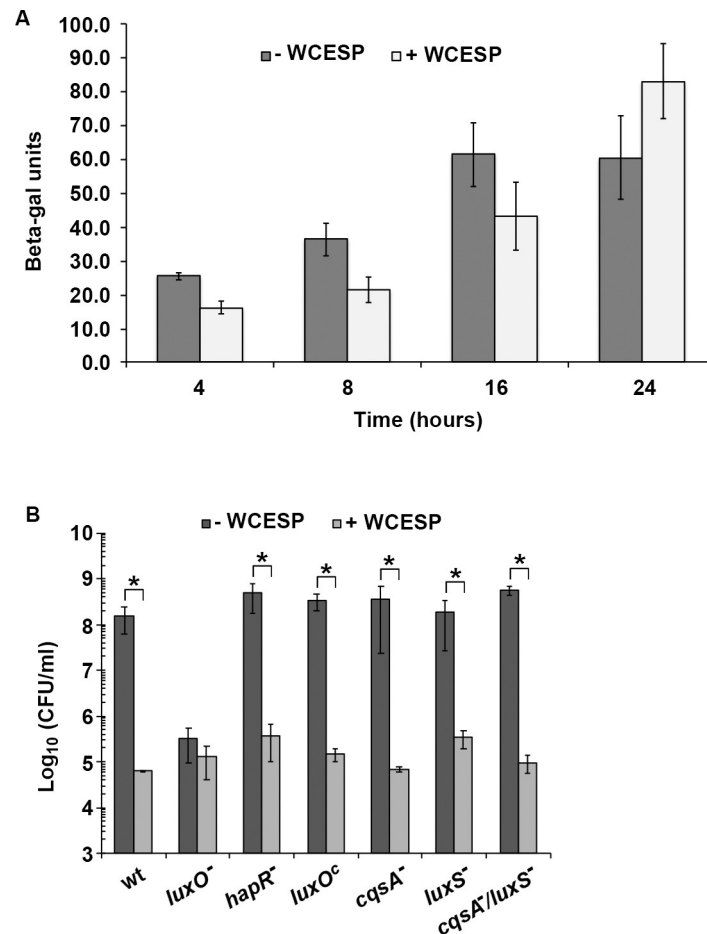 A
100.0
90.0
80.0
70.0
60.0
50.0
40.0
30.0
20.0
10.0
0.0
Beta-gal units
- WCESP + WCESP
4 8 16 24
Time (hours)
B
- WCESP + WCESP
10
9
8
7
6
5
4
3
Log₁₀ (CFU/ml)
* * * * * *
wt luxO⁻ hapR⁻ luxOᶜ cqsA⁻ luxS⁻ cqsA⁻/luxS⁻